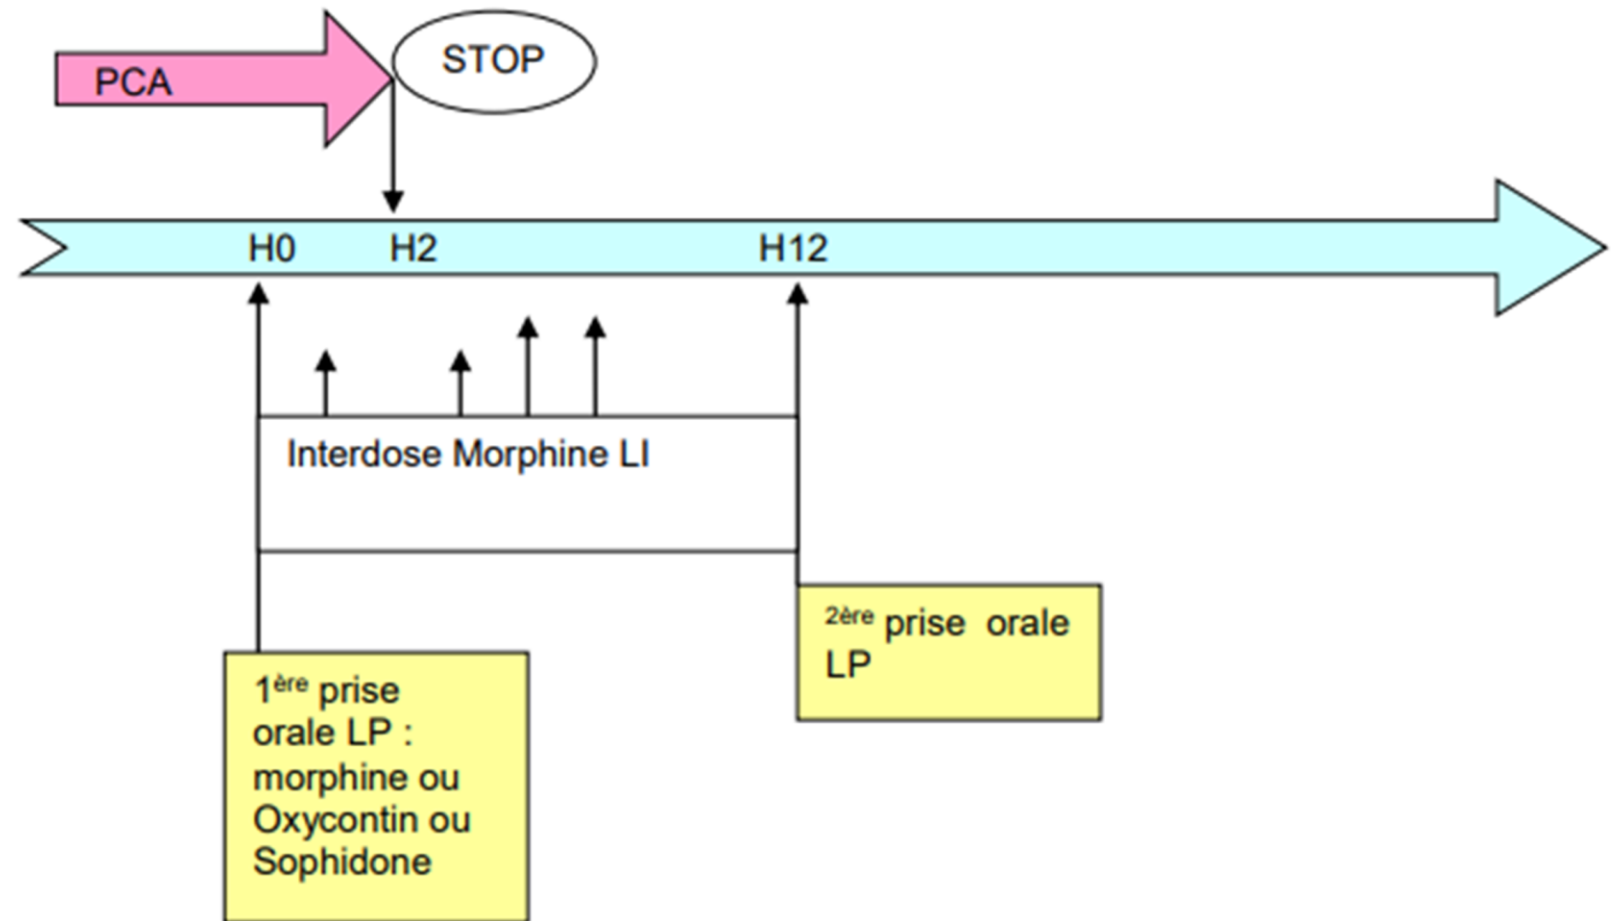 PCA
STOP
H0 H2 H12
Interdose Morphine LI
1ère prise
orale LP :
morphine ou
Oxycontin ou
Sophidone
2ère prise orale
LP